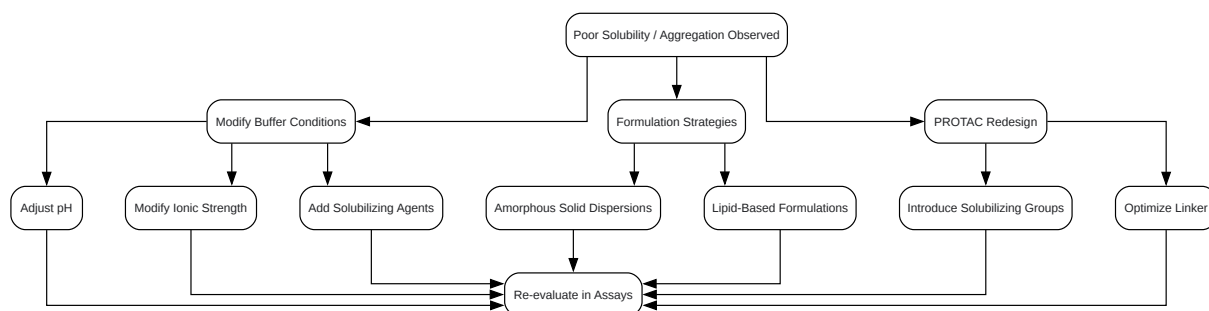 Poor Solubility / Aggregation Observed
Modify Buffer Conditions
Formulation Strategies
PROTAC Redesign
Adjust pH
Modify Ionic Strength
Add Solubilizing Agents
Amorphous Solid Dispersions
Lipid-Based Formulations
Introduce Solubilizing Groups
Optimize Linker
Re-evaluate in Assays